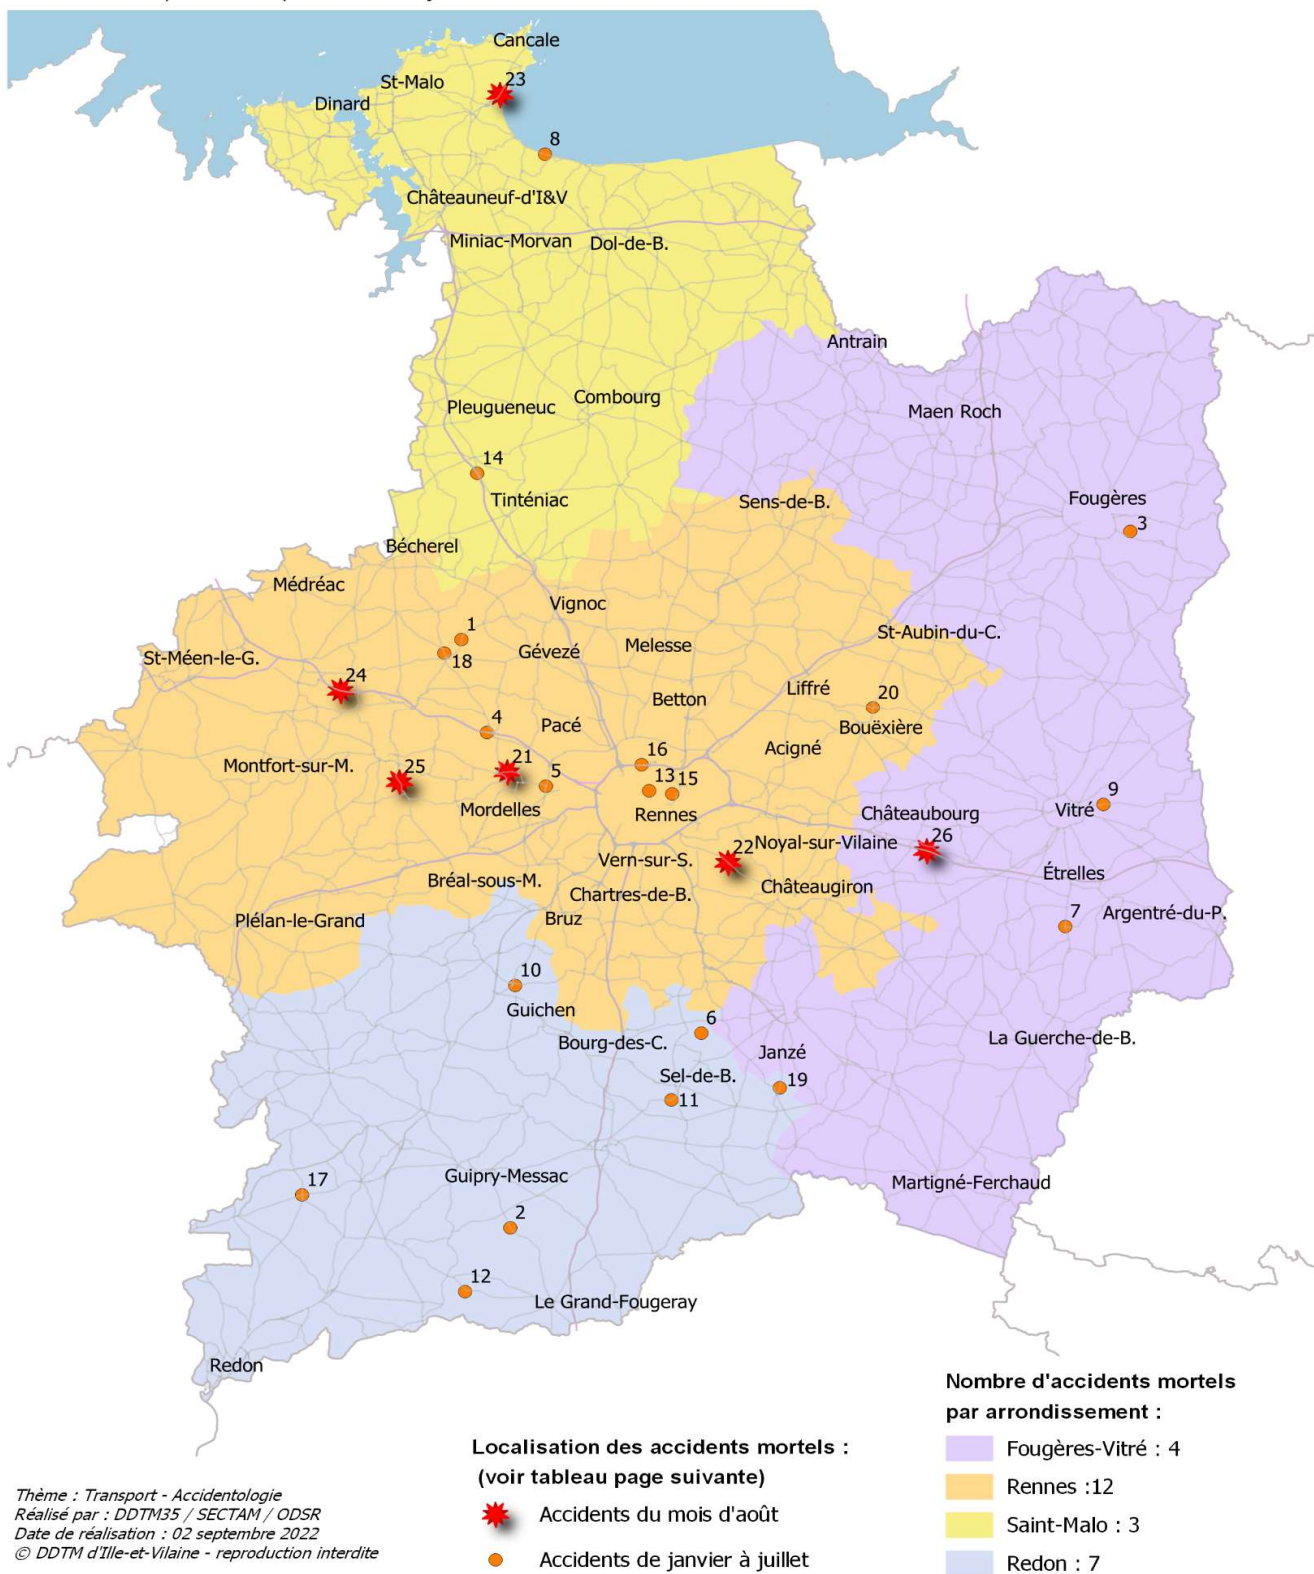 Cancale
23
St-Malo
Dinard
8
Châteauneuf-d'I&V
Miniac-Morvan
Dol-de-B.
Antrain
Combourg
Pleugueneuc
Maen Roch
14
Tinténiac
Sens-de-B.
Fougères
3
Bécherel
Médréac
Vignoc
1
18
Gévezé
Melesse
St-Aubin-du-C.
St-Méen-le-G.
24
Betton
Liffré
20
Bouëxière
4
Pacé
Acigné
16
Montfort-sur-M.
25
21
5
13
15
Mordelles
Rennes
Châteaubourg
9
Vitré
26
22
Noyal-sur-Vilaine
Vern-sur-S.
Étrelles
Bréal-sous-M.
Chartres-de-B.
Châteaugiron
7
Argentré-du-P.
Plélan-le-Grand
Bruz
10
Guichen
6
Bourg-des-C.
Janzé
La Guerche-de-B.
Sel-de-B.
19
11
Guipry-Messac
17
Martigné-Ferchaud
2
12
Le Grand-Fougeray
Redon
Nombre d'accidents mortels
par arrondissement :
Fougères-Vitré : 4
Rennes :12
Saint-Malo : 3
Redon : 7
Localisation des accidents mortels :
(voir tableau page suivante)
Accidents du mois d'août
Accidents de janvier à juillet
Thème : Transport - Accidentologie
Réalisé par : DDTM35 / SECTAM / ODSR
Date de réalisation : 02 septembre 2022
© DDTM d'Ille-et-Vilaine - reproduction interdite